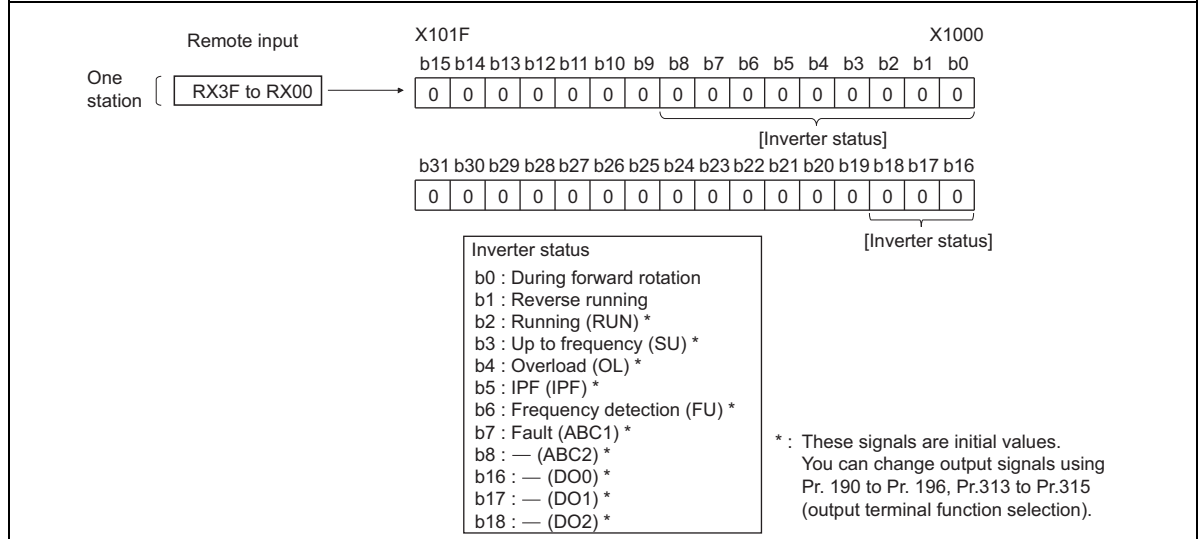 Remote input
X101F X1000
b15 b14 b13 b12 b11 b10 b9 b8 b7 b6 b5 b4 b3 b2 b1 b0
One station RX3F to RX00
0 0 0 0 0 0 0 0 0 0 0 0 0 0 0 0
[Inverter status]
b31 b30 b29 b28 b27 b26 b25 b24 b23 b22 b21 b20 b19 b18 b17 b16
0 0 0 0 0 0 0 0 0 0 0 0 0 0 0 0
[Inverter status]
Inverter status
b0 : During forward rotation
b1 : Reverse running
b2 : Running (RUN) *
b3 : Up to frequency (SU) *
b4 : Overload (OL) *
b5 : IPF (IPF) *
b6 : Frequency detection (FU) *
b7 : Fault (ABC1) *
b8 : — (ABC2) *
b16 : — (DO0) *
b17 : — (DO1) *
b18 : — (DO2) *
* : These signals are initial values.
You can change output signals using
Pr. 190 to Pr. 196, Pr.313 to Pr.315
(output terminal function selection).